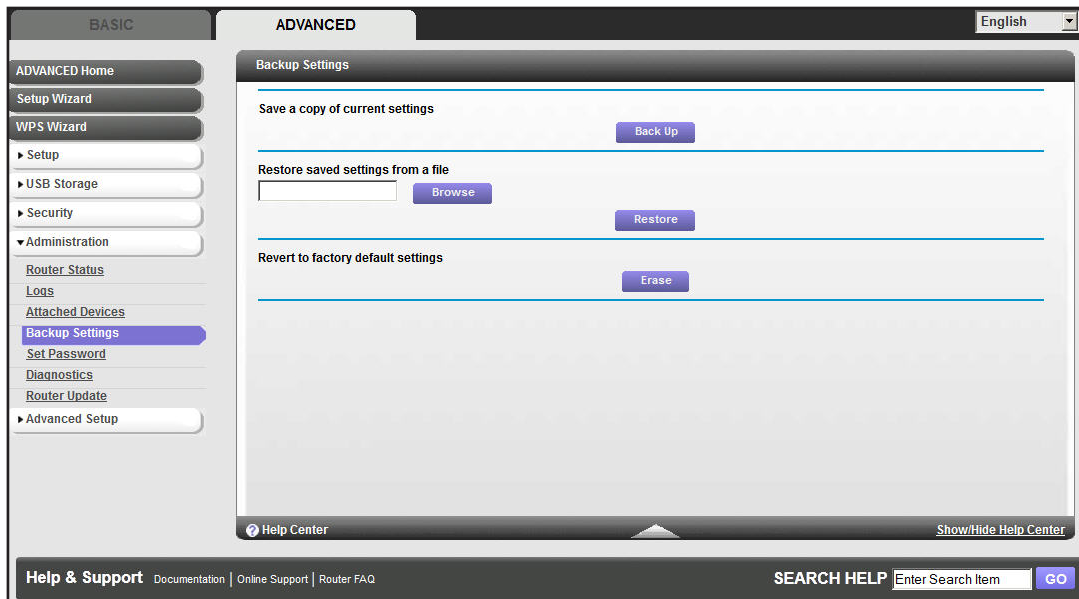 BASIC
ADVANCED
English
ADVANCED Home
Setup Wizard
WPS Wizard
Setup
USB Storage
Security
Administration
Router Status
Logs
Attached Devices
Backup Settings
Set Password
Diagnostics
Router Update
Advanced Setup
Backup Settings
Save a copy of current settings
Back Up
Restore saved settings from a file
Browse
Restore
Revert to factory default settings
Erase
? Help Center
Show/Hide Help Center
Help & Support Documentation | Online Support | Router FAQ
SEARCH HELP Enter Search Item GO